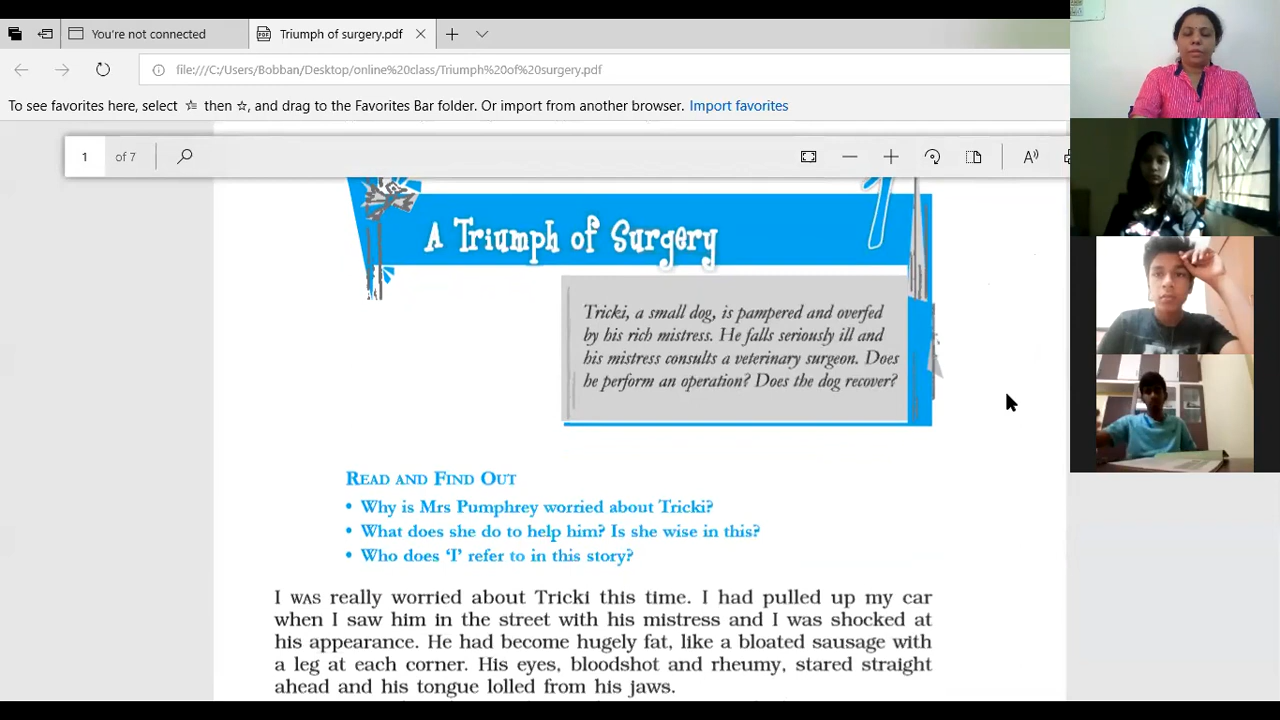 You're not connected
Triumph of surgery.pdf
file:///C:/Users/Bobban/Desktop/online%20class/Triumph%20of%20surgery.pdf
To see favorites here, select ☆ then ☆, and drag to the Favorites Bar folder. Or import from another browser. Import favorites
1 of 7
1
A Triumph of Surgery
Tricki, a small dog, is pampered and overfed
by his rich mistress. He falls seriously ill and
his mistress consults a veterinary surgeon. Does
he perform an operation? Does the dog recover?
READ AND FIND OUT
• Why is Mrs Pumphrey worried about Tricki?
• What does she do to help him? Is she wise in this?
• Who does ‘I’ refer to in this story?
I WAS really worried about Tricki this time. I had pulled up my car
when I saw him in the street with his mistress and I was shocked at
his appearance. He had become hugely fat, like a bloated sausage with
a leg at each corner. His eyes, bloodshot and rheumy, stared straight
ahead and his tongue lolled from his jaws.